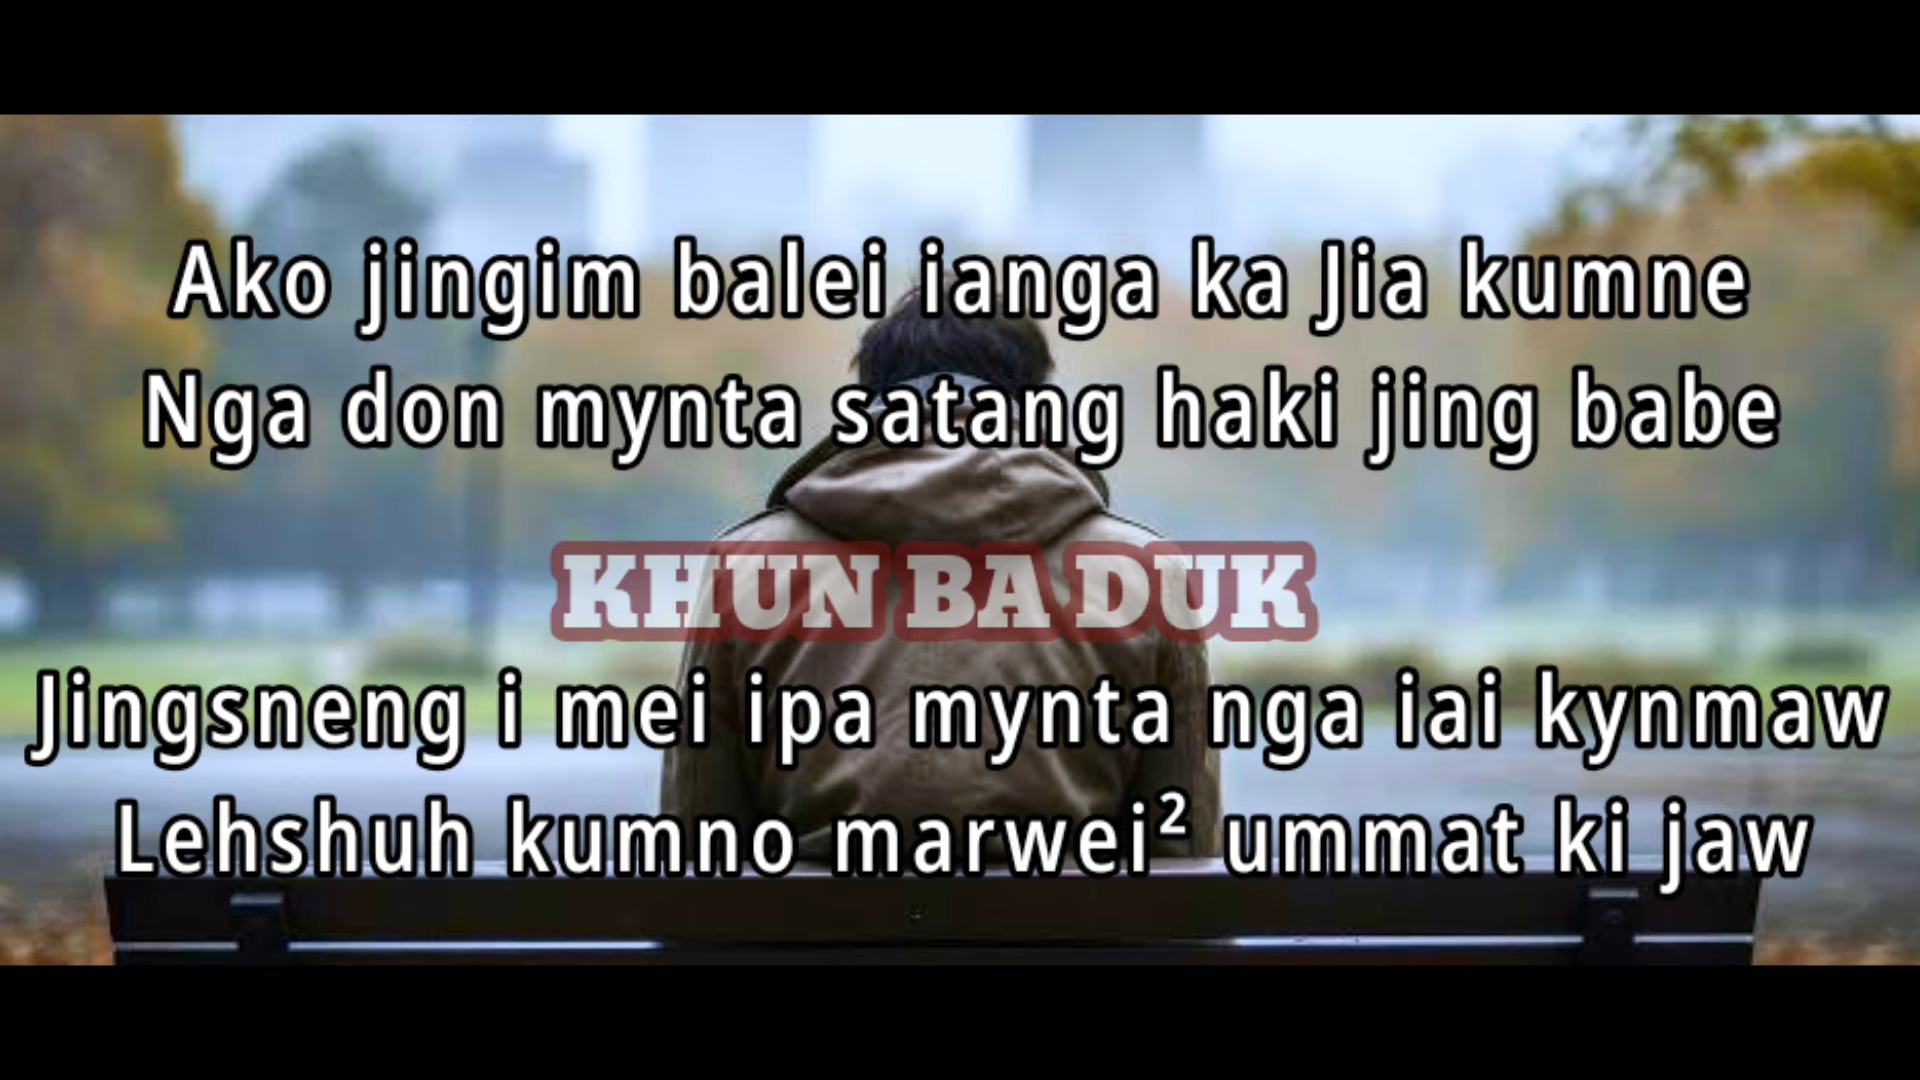 Ako jingim balei ianga ka Jia kumne
Nga don mynta satang haki jing babe
KHUN BA DUK
Jingsneng i mei ipa mynta nga iai kynmaw
Lehshuh kumno marwei² ummat ki jaw